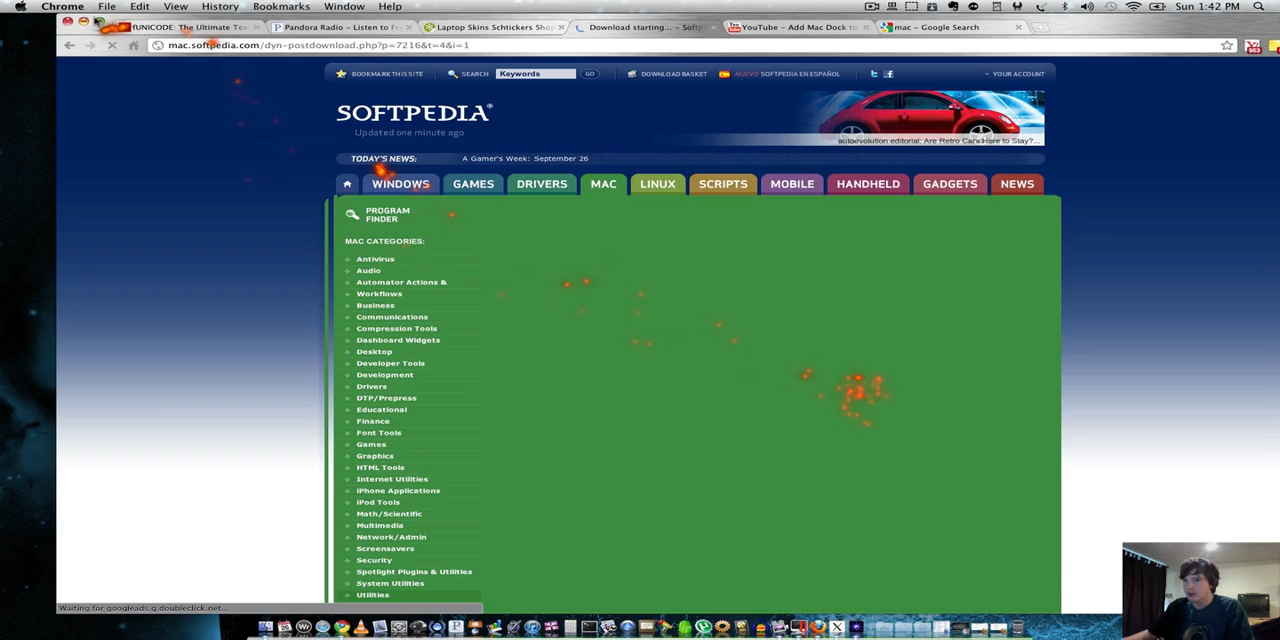 Chrome File Edit View History Bookmarks Window Help Sun 1:42 PM
fUNICODE: The Ultimate Tex Pandora Radio – Listen to Fr Laptop Skins Schtickers Sho Download starting... – Softp YouTube – Add Mac Dock to mac – Google Search
mac.softpedia.com/dyn-postdownload.php?p=7216&t=4&i=1
BOOKMARK THIS SITE SEARCH Keywords GO DOWNLOAD BASKET NUEVO SOFTPEDIA EN ESPAÑOL YOUR ACCOUNT
SOFTPEDIA®
Updated one minute ago
autoevolution editorial: Are Retro Cars Here to Stay?...
TODAY'S NEWS: A Gamer's Week: September 26
WINDOWS GAMES DRIVERS MAC LINUX SCRIPTS MOBILE HANDHELD GADGETS NEWS
PROGRAM
FINDER
MAC CATEGORIES:
Antivirus
Audio
Automator Actions &
Workflows
Business
Communications
Compression Tools
Dashboard Widgets
Desktop
Developer Tools
Development
Drivers
DTP/Prepress
Educational
Finance
Font Tools
Games
Graphics
HTML Tools
Internet Utilities
iPhone Applications
iPod Tools
Math/Scientific
Multimedia
Network/Admin
Screensavers
Security
Spotlight Plugins & Utilities
System Utilities
Utilities
Waiting for googleads.g.doubleclick.net...